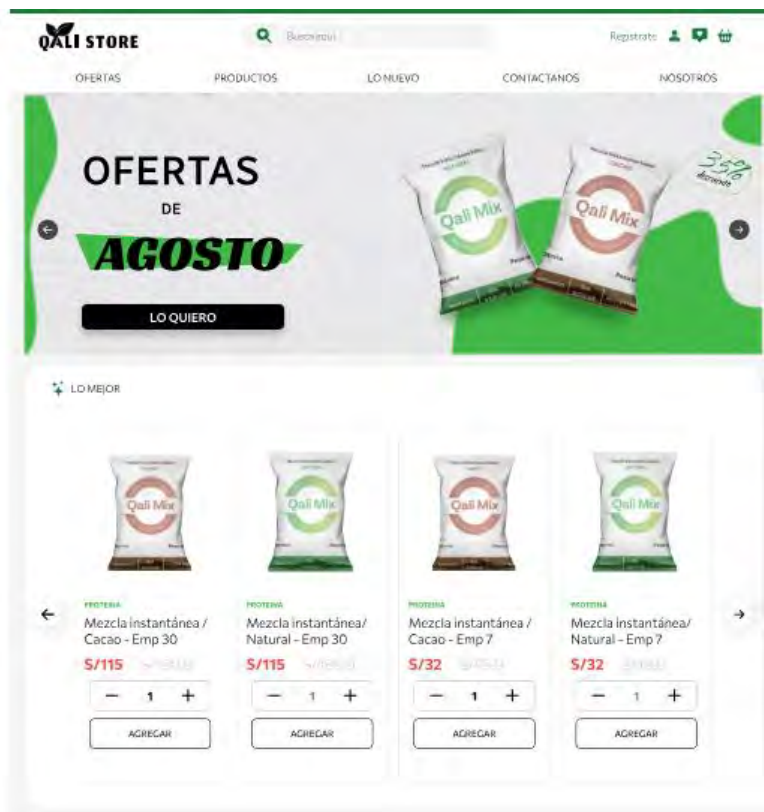 QALI STORE
Registrate
OFERTAS PRODUCTOS LO NUEVO CONTACTANOS NOSOTROS
OFERTAS
DE
AGOSTO
LO QUIERO
Qali Mix
Qali Mix
35%
descuento
LO MEJOR
Qali Mix
Qali Mix
Qali Mix
Qali Mix
PROTEINA
Mezcla instantánea /
Cacao - Emp 30
S/115
1
AGREGAR
PROTEINA
Mezcla instantánea/
Natural - Emp 30
S/115
1
AGREGAR
PROTEINA
Mezcla instantánea /
Cacao - Emp 7
S/32
1
AGREGAR
PROTEINA
Mezcla instantánea/
Natural - Emp 7
S/32
1
AGREGAR